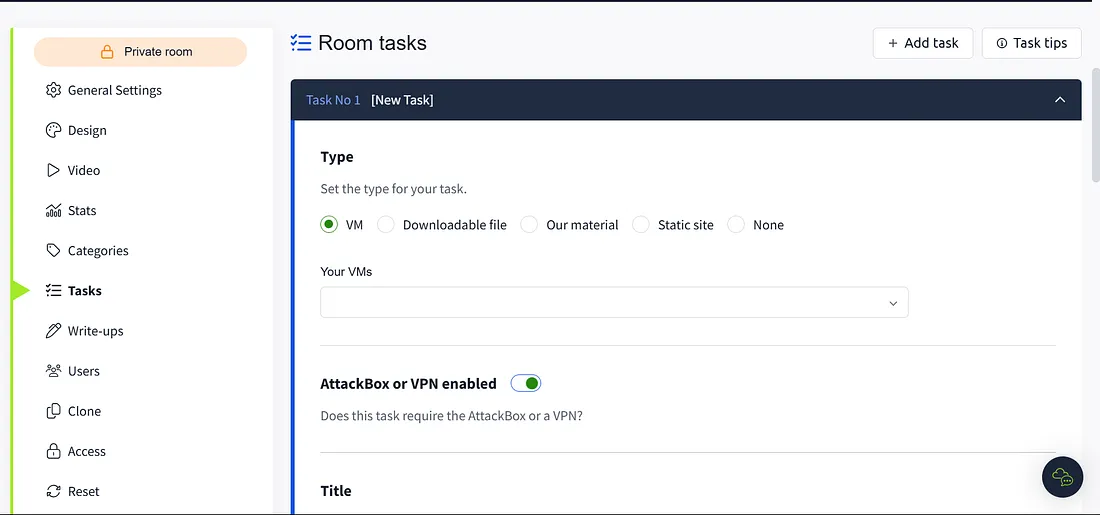 Private room
General Settings
Design
Video
Stats
Categories
Tasks
Write-ups
Users
Clone
Access
Reset
Room tasks
+ Add task
Task tips
Task No 1 [New Task]
Type
Set the type for your task.
VM Downloadable file Our material Static site None
Your VMs
AttackBox or VPN enabled
Does this task require the AttackBox or a VPN?
Title